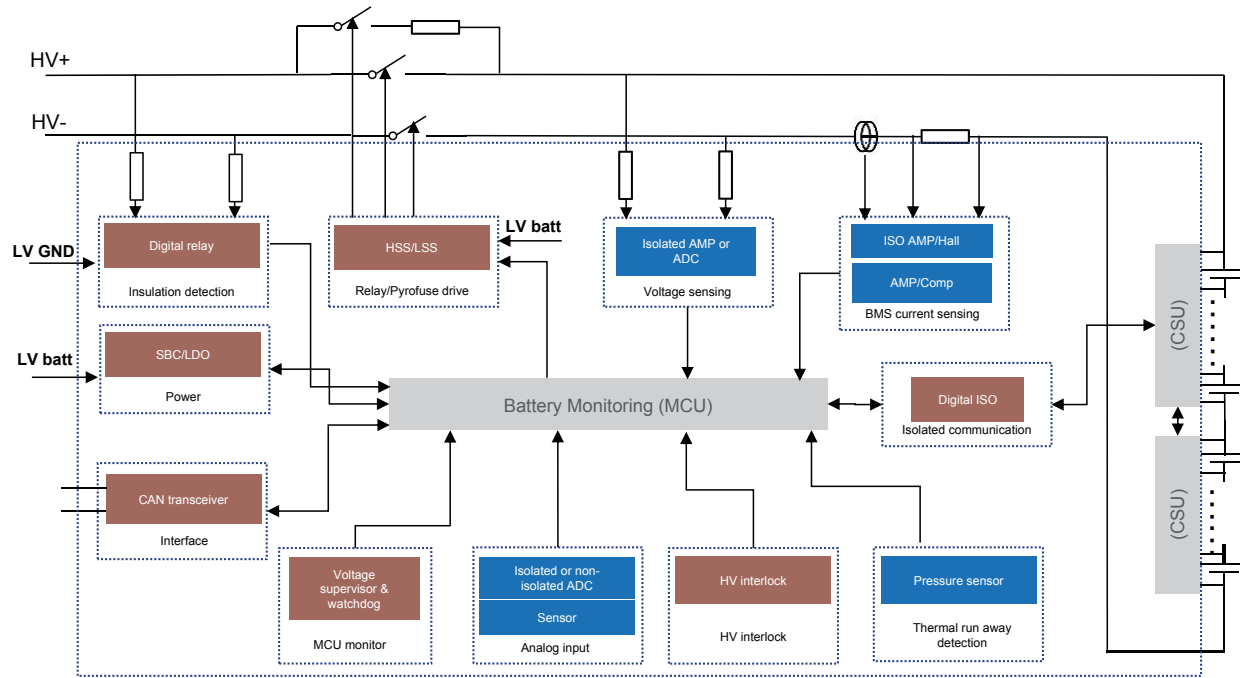 HV+
HV-
LV GND
Digital relay
Insulation detection
HSS/LSS
Relay/Pyrofuse drive
LV batt
Isolated AMP or
ADC
Voltage sensing
ISO AMP/Hall
AMP/Comp
BMS current sensing
LV batt
SBC/LDO
Power
Battery Monitoring (MCU)
Digital ISO
Isolated communication
(CSU)
(CSU)
CAN transceiver
Interface
Voltage
supervisor &
watchdog
MCU monitor
Isolated or non-
isolated ADC
Sensor
Analog input
HV interlock
HV interlock
Pressure sensor
Thermal run away
detection